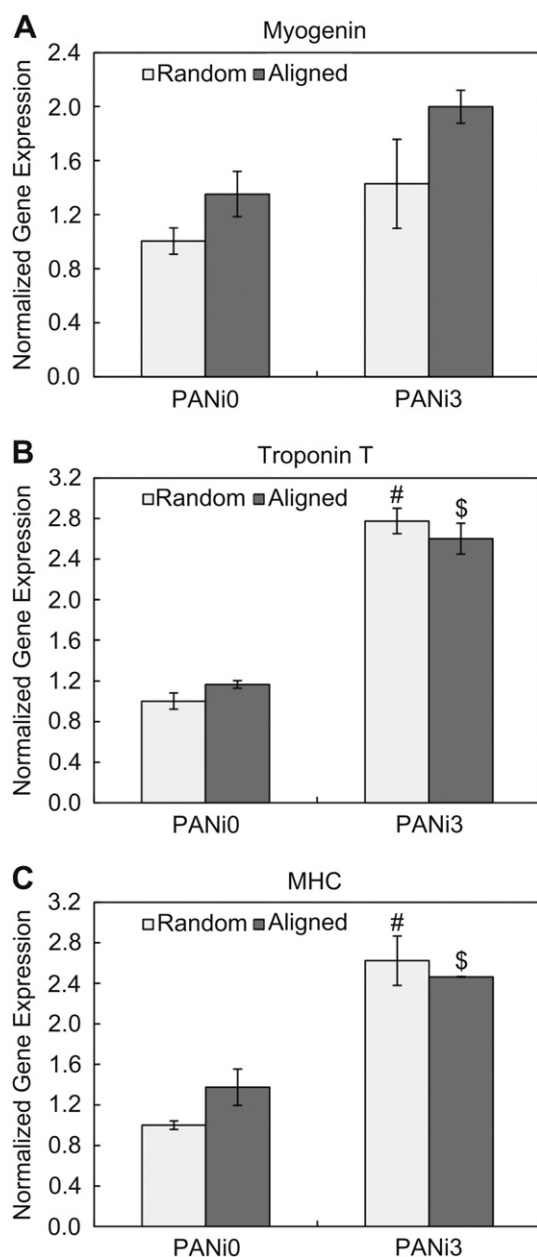 A
Myogenin
Normalized Gene Expression
2.4
2.0
1.6
1.2
0.8
0.4
0.0
Random Aligned
PANi0 PANi3
B
Troponin T
Normalized Gene Expression
3.2
2.8
2.4
2.0
1.6
1.2
0.8
0.4
0.0
Random Aligned
# $
PANi0 PANi3
C
MHC
Normalized Gene Expression
3.2
2.8
2.4
2.0
1.6
1.2
0.8
0.4
0.0
Random Aligned
# $
PANi0 PANi3